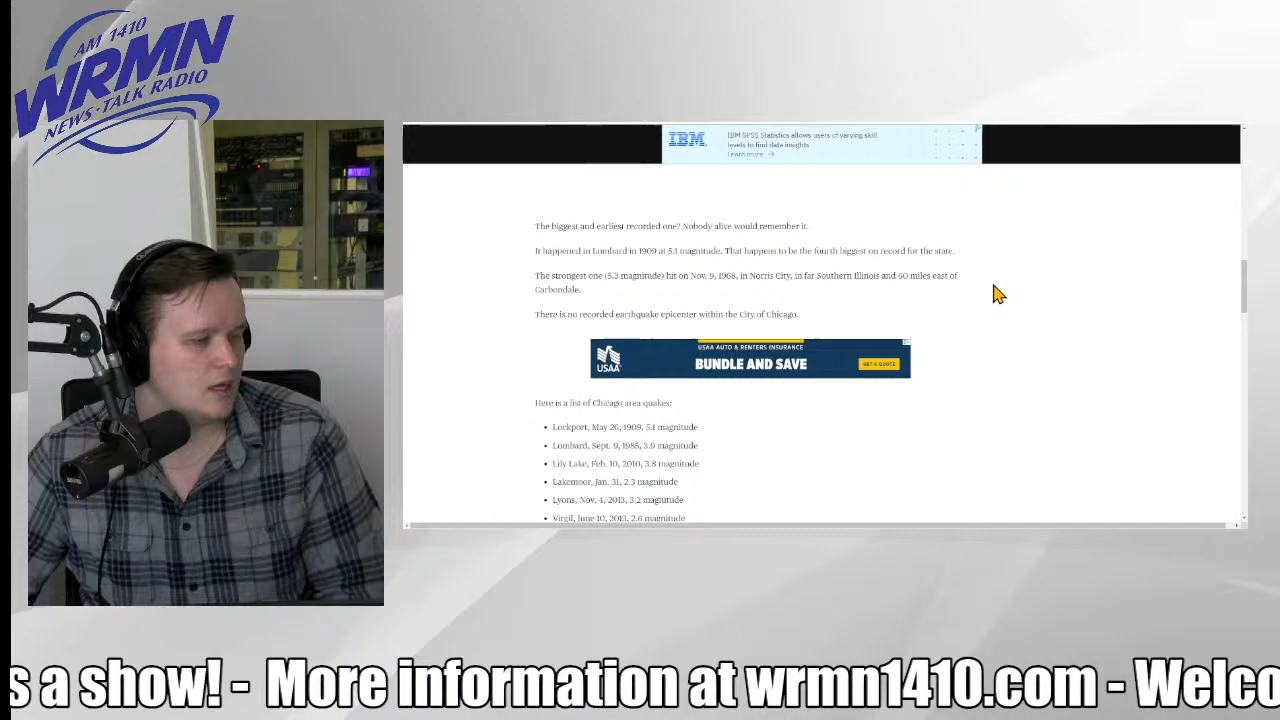 AM 1410
WRMN
NEWS·TALK RADIO
IBM
IBM SPSS Statistics allows users of varying skill
levels to find data insights
Learn more →
The biggest and earliest recorded one? Nobody alive would remember it.
It happened in Lombard in 1909 at 5.1 magnitude. That happens to be the fourth biggest on record for the state.
The strongest one (5.3 magnitude) hit on Nov. 9, 1968, in Norris City, in far Southern Illinois and 60 miles east of
Carbondale.
There is no recorded earthquake epicenter within the City of Chicago.
USAA
USAA AUTO & RENTERS INSURANCE
BUNDLE AND SAVE
GET A QUOTE
Here is a list of Chicago area quakes:
• Lockport, May 26, 1909, 5.1 magnitude
• Lombard, Sept. 9, 1985, 3.9 magnitude
• Lily Lake, Feb. 10, 2010, 3.8 magnitude
• Lakemoor, Jan. 31, 2.3 magnitude
• Lyons, Nov. 4, 2013, 3.2 magnitude
• Virgil, June 10, 2013, 2.6 magnitude
s a show! - More information at wrmn1410.com - Welco